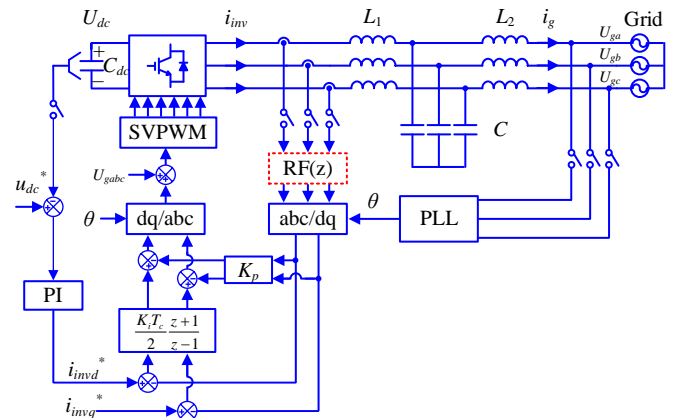 U_dc i_inv L_1 L_2 i_g Grid
U_ga
U_gb
U_gc
+
C_dc
−
SVPWM
C
U_gabc
RF(z)
u_dc*
θ
dq/abc
abc/dq
θ
PLL
K_p
PI
K_i T_c / 2 z+1 / z−1
i_invd*
i_invq*